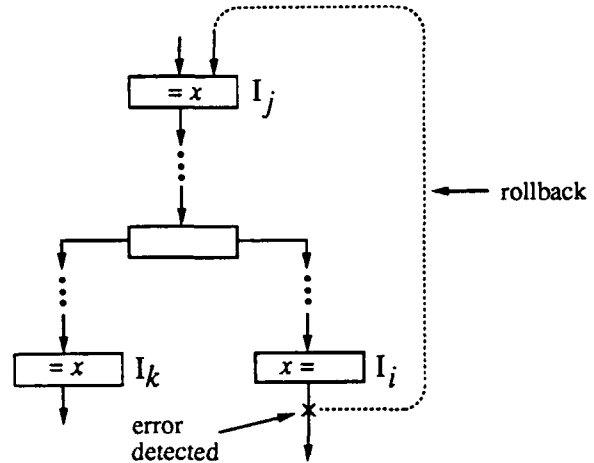 = x I_j
rollback
= x I_k
x = I_i
error
detected